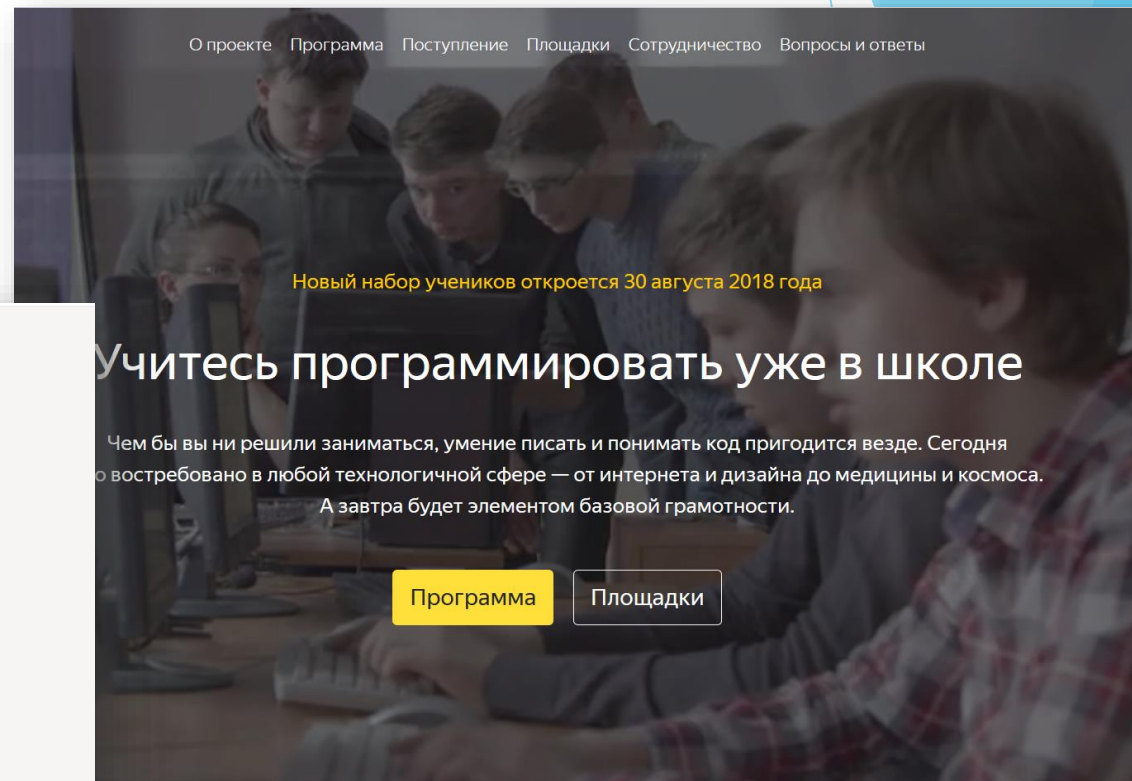 О проекте Программа Поступление Площадки Сотрудничество Вопросы и ответы
Новый набор учеников откроется 30 августа 2018 года
Учитесь программировать уже в школе
Чем бы вы ни решили заниматься, умение писать и понимать код пригодится везде. Сегодня
о востребовано в любой технологичной сфере — от интернета и дизайна до медицины и космоса.
А завтра будет элементом базовой грамотности.
Программа Площадки